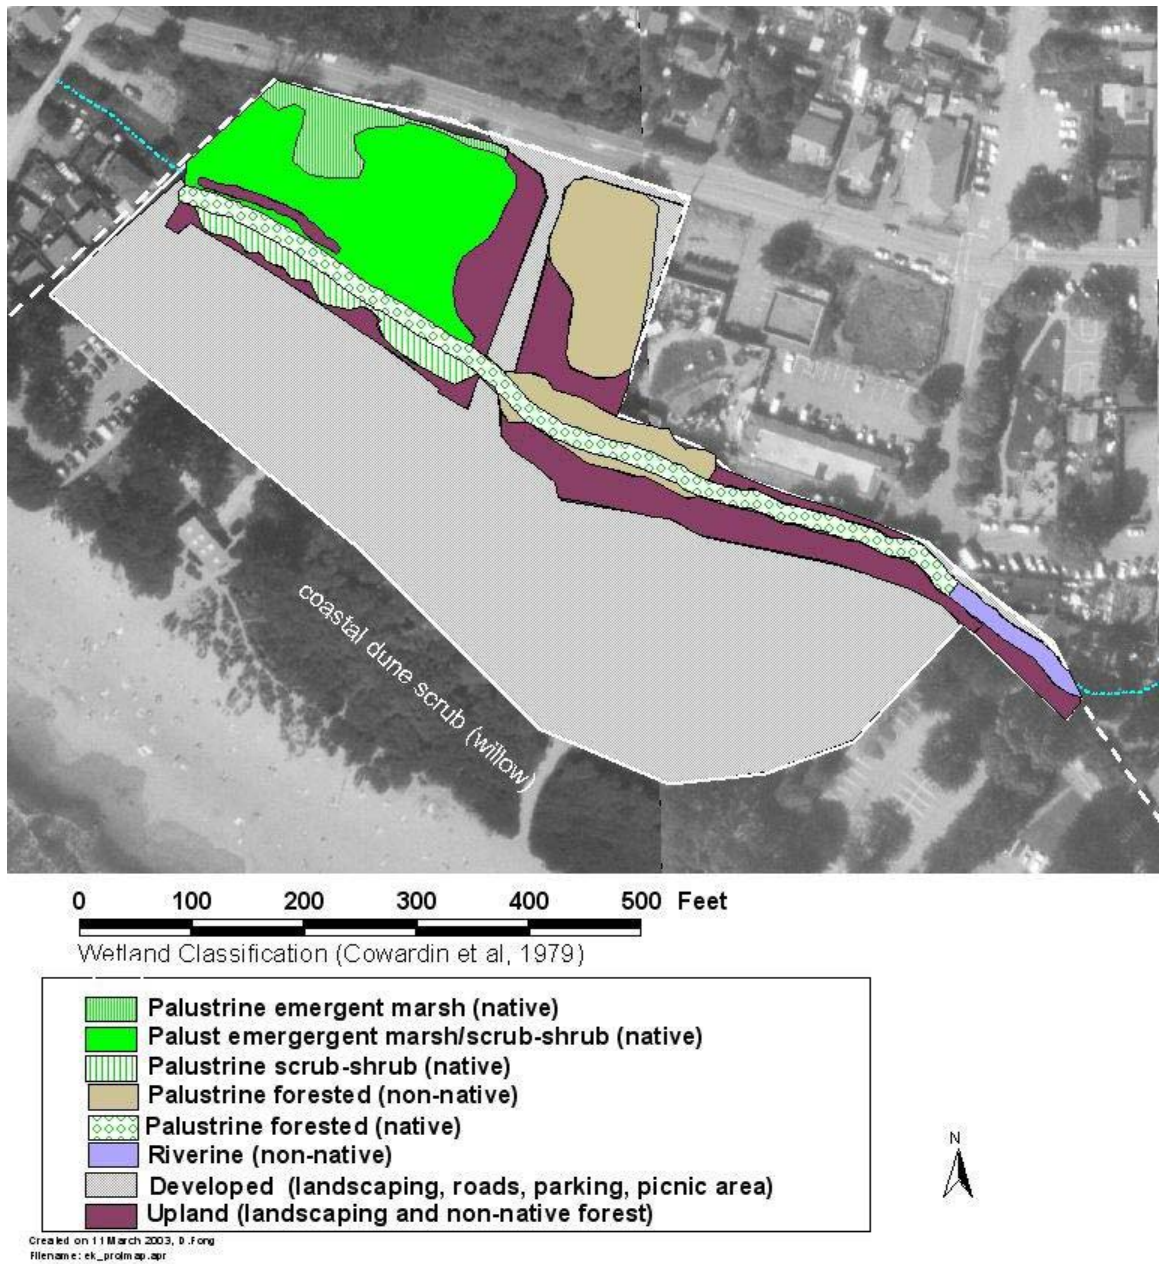 coastal dune scrub (willow)
0 100 200 300 400 500 Feet
Wetland Classification (Cowardin et al, 1979)
Palustrine emergent marsh (native)
Palust emergergent marsh/scrub-shrub (native)
Palustrine scrub-shrub (native)
Palustrine forested (non-native)
Palustrine forested (native)
Riverine (non-native)
Developed (landscaping, roads, parking, picnic area)
Upland (landscaping and non-native forest)
N
Created on 11 March 2003, D.Fong
Filename: ek_projmap.apr